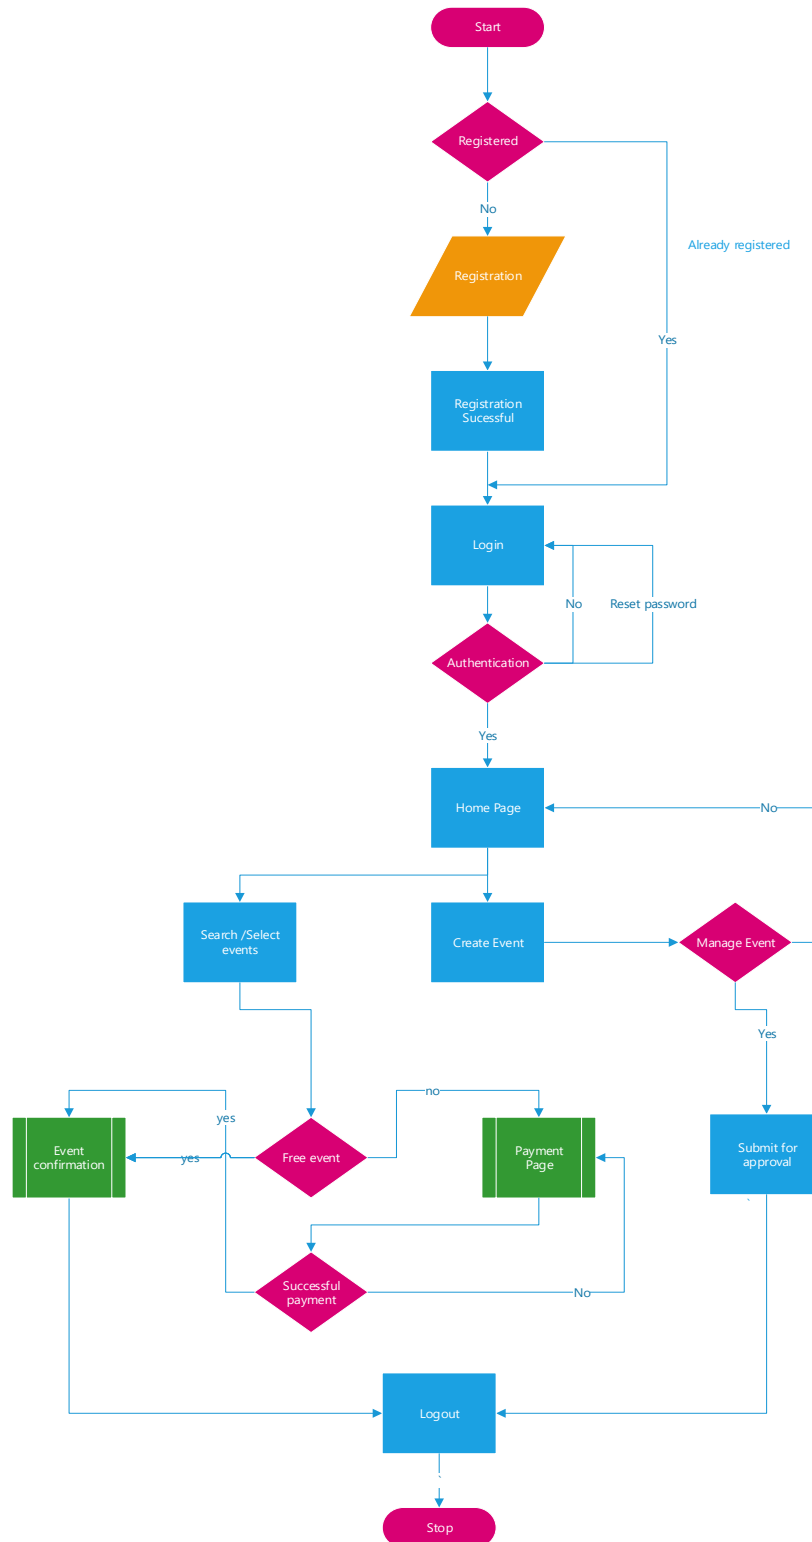 Start
Registered
No
Already registered
Registration
Yes
Registration
Sucessful
Login
No
Reset password
Authentication
Yes
Home Page
No
Search /Select
events
Create Event
Manage Event
Yes
no
yes
Event
confirmation
yes
Free event
Payment
Page
Submit for
approval
Successful
payment
No
Logout
Stop